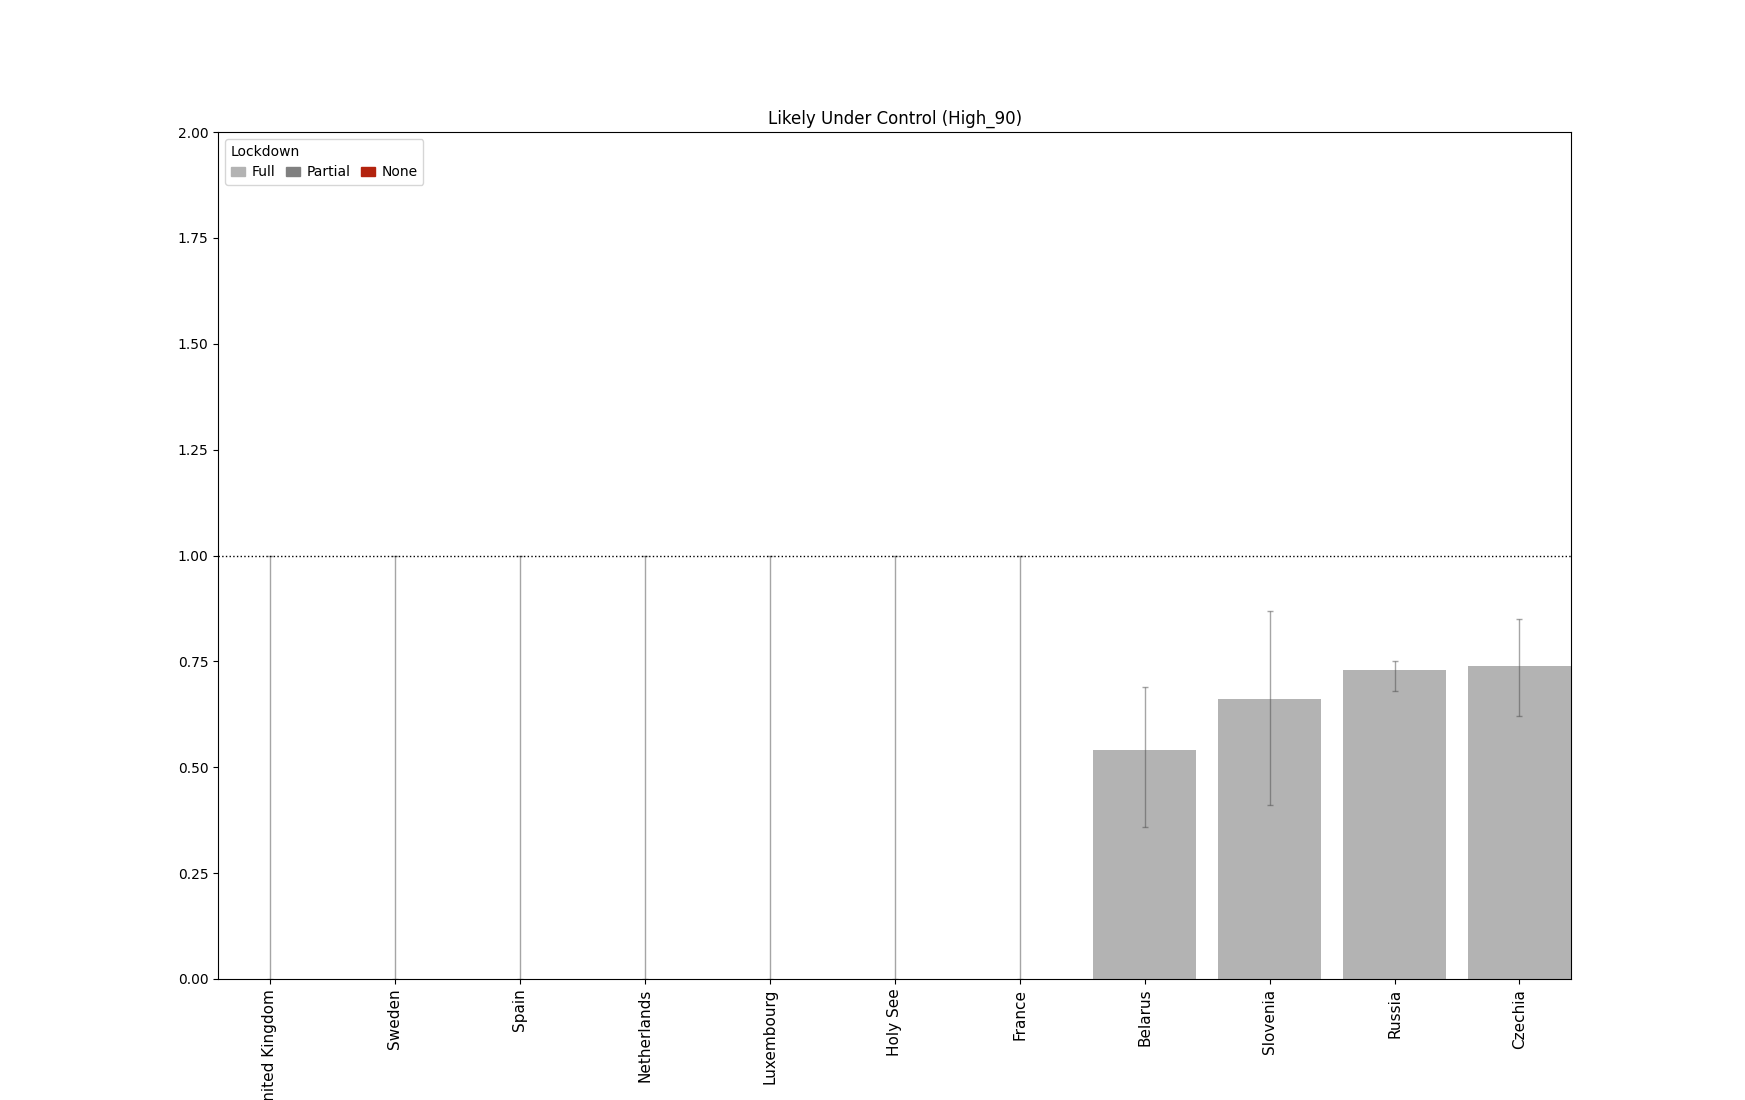 Likely Under Control (High_90)
Lockdown
Full Partial None
2.00
1.75
1.50
1.25
1.00
0.75
0.50
0.25
0.00
nited Kingdom
Sweden
Spain
Netherlands
Luxembourg
Holy See
France
Belarus
Slovenia
Russia
Czechia